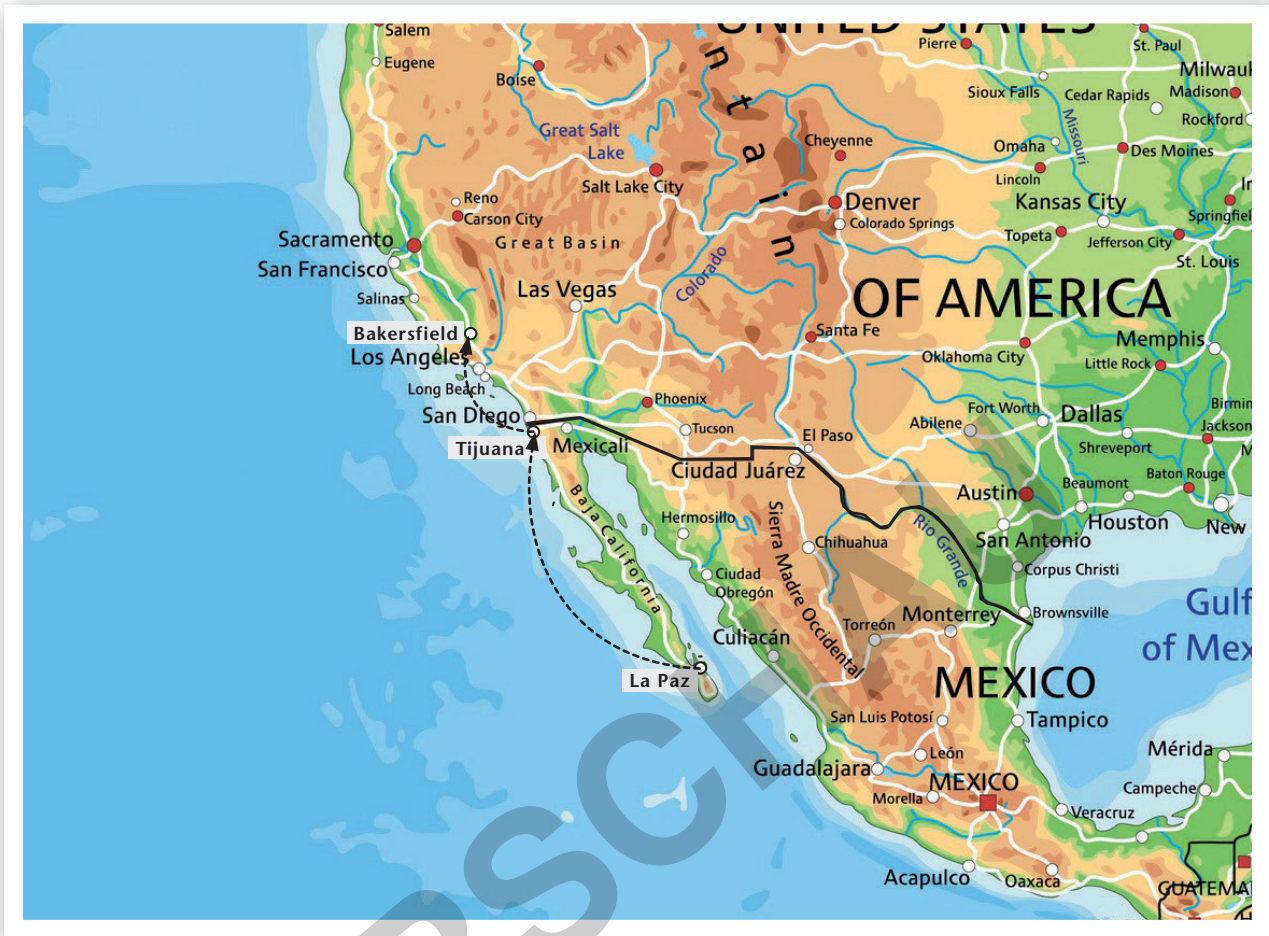 UNITED STATES
Salem
Eugene
Boise
Pierre
St. Paul
Sioux Falls
Cedar Rapids
Madison
Rockford
Missouri
Great Salt
Lake
Salt Lake City
ntain
Cheyenne
Omaha
Lincoln
Des Moines
Reno
Carson City
Great Basin
Denver
Colorado Springs
Kansas City
Topeta
Jefferson City
St. Louis
Sacramento
San Francisco
Salinas
Las Vegas
Colorado
OF AMERICA
Bakersfield
Los Angeles
Long Beach
Santa Fe
Oklahoma City
Memphis
Little Rock
San Diego
Tijuana
Mexicali
Phoenix
Tucson
El Paso
Ciudad Juárez
Abilene
Fort Worth
Dallas
Shreveport
Jackson
Baton Rouge
Beaumont
Austin
Houston
New
San Antonio
Corpus Christi
Rio Grande
Brownsville
Baja California
Hermosillo
Ciudad
Obregón
Chihuahua
Sierra Madre Occidental
Culiacán
Torreón
Monterrey
Gulf
of Mex
La Paz
MEXICO
San Luis Potosí
Tampico
León
Guadalajara
Morella
MEXICO
Mérida
Campeche
Veracruz
Acapulco
Oaxaca
GUATEMA
PSCHAU